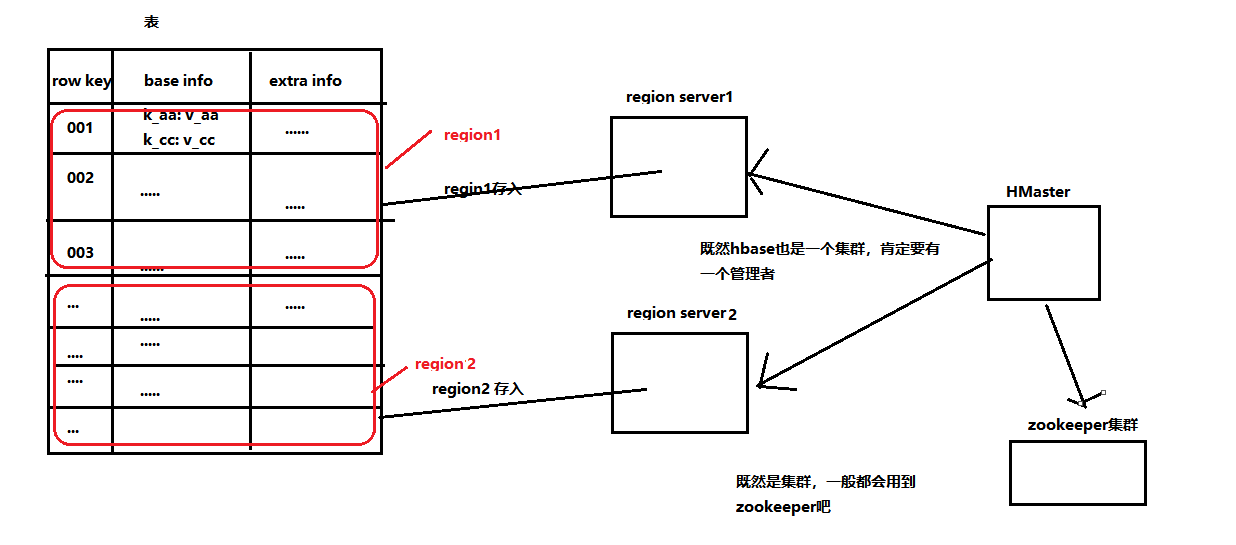 表
row key base info extra info
001 k_aa: v_aa ......
k_cc: v_cc
002 ..... .....
003 ...... .....
... ..... .....
.... .....
.... .....
...
region1
regin1存入
region 2
region2 存入
region server1
既然hbase也是一个集群，肯定要有
一个管理者
region server 2
HMaster
zookeeper集群
既然是集群，一般都会用到
zookeeper吧